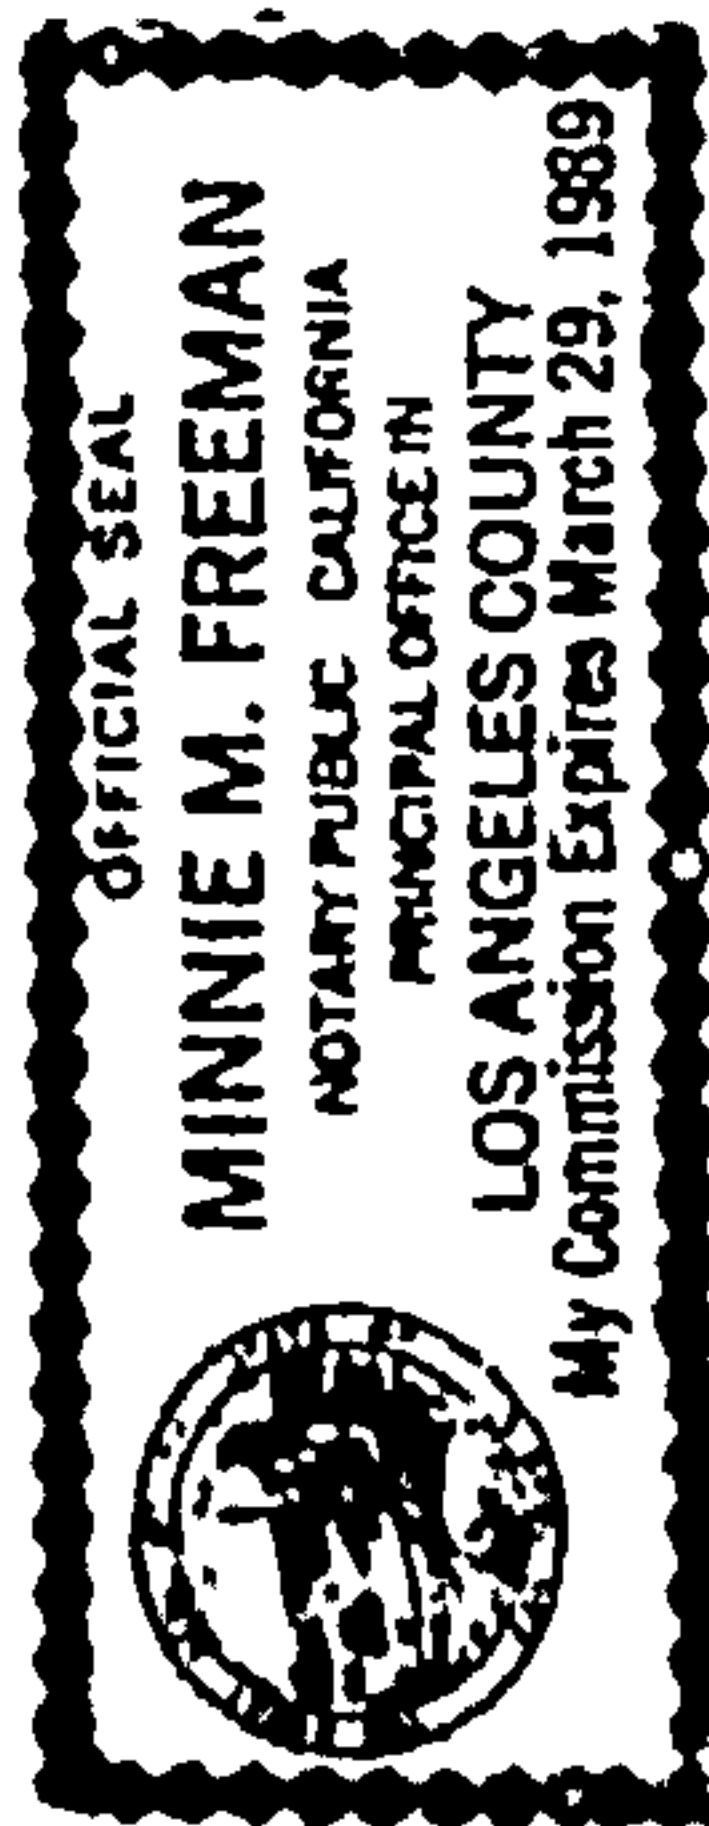 OFFICIAL SEAL
MINNIE M. FREEMAN
NOTARY PUBLIC CALIFORNIA
PRINCIPAL OFFICE IN
LOS ANGELES COUNTY
My Commission Expires March 29, 1989